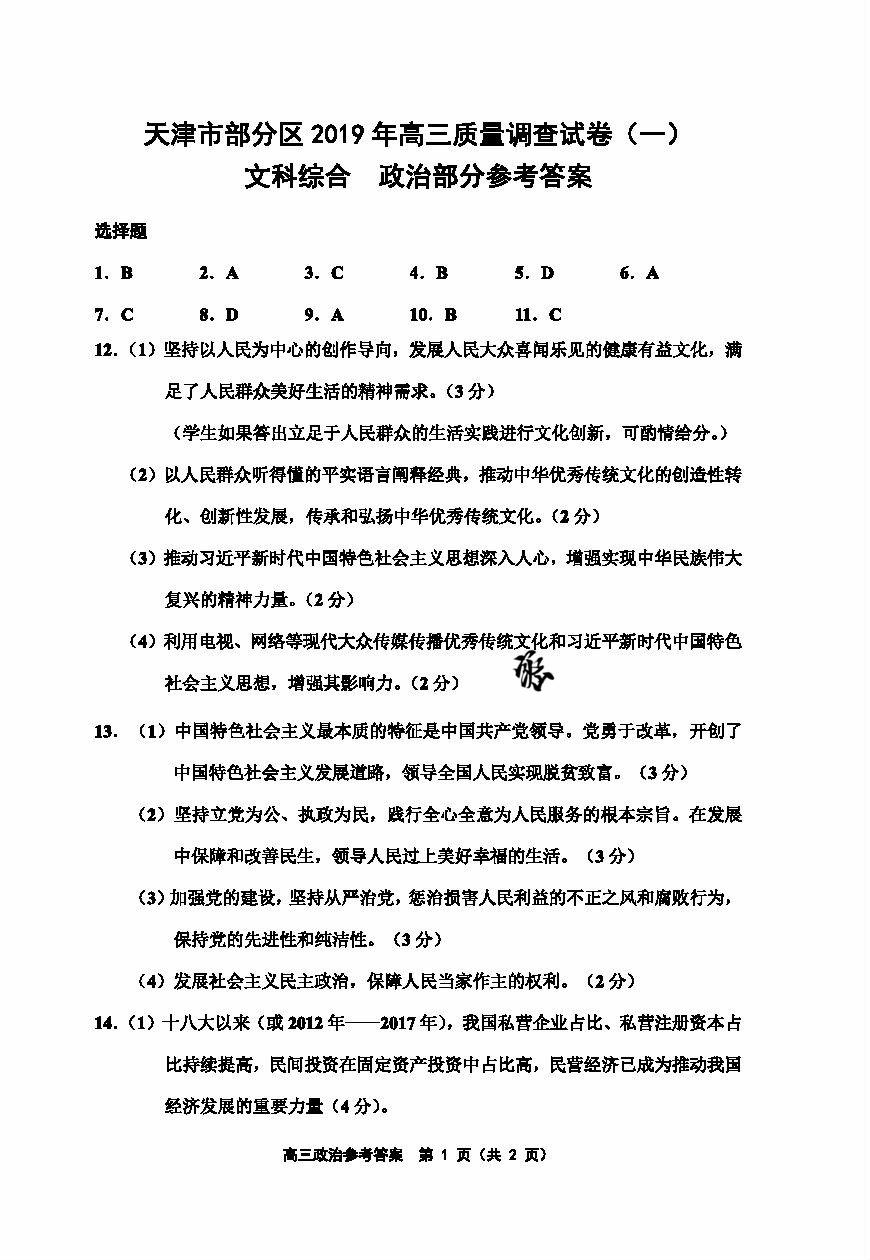 天津市部分区 2019 年高三质量调查试卷（一）
文科综合 政治部分参考答案
选择题
1．B 2．A 3．C 4．B 5．D 6．A
7．C 8．D 9．A 10．B 11．C
12.（1）坚持以人民为中心的创作导向，发展人民大众喜闻乐见的健康有益文化，满
足了人民群众美好生活的精神需求。（3 分）
（学生如果答出立足于人民群众的生活实践进行文化创新，可酌情给分。）
（2）以人民群众听得懂的平实语言阐释经典，推动中华优秀传统文化的创造性转
化、创新性发展，传承和弘扬中华优秀传统文化。（2 分）
（3）推动习近平新时代中国特色社会主义思想深入人心，增强实现中华民族伟大
复兴的精神力量。（2 分）
（4）利用电视、网络等现代大众传媒传播优秀传统文化和习近平新时代中国特色
社会主义思想，增强其影响力。（2 分）
13. （1）中国特色社会主义最本质的特征是中国共产党领导。党勇于改革，开创了
中国特色社会主义发展道路，领导全国人民实现脱贫致富。（3 分）
（2）坚持立党为公、执政为民，践行全心全意为人民服务的根本宗旨。在发展
中保障和改善民生，领导人民过上美好幸福的生活。（3 分）
（3）加强党的建设，坚持从严治党，惩治损害人民利益的不正之风和腐败行为，
保持党的先进性和纯洁性。（3 分）
（4）发展社会主义民主政治，保障人民当家作主的权利。（2 分）
14.（1）十八大以来（或 2012 年——2017 年），我国私营企业占比、私营注册资本占
比持续提高，民间投资在固定资产投资中占比高，民营经济已成为推动我国
经济发展的重要力量（4 分）。
高三政治参考答案 第 1 页（共 2 页）